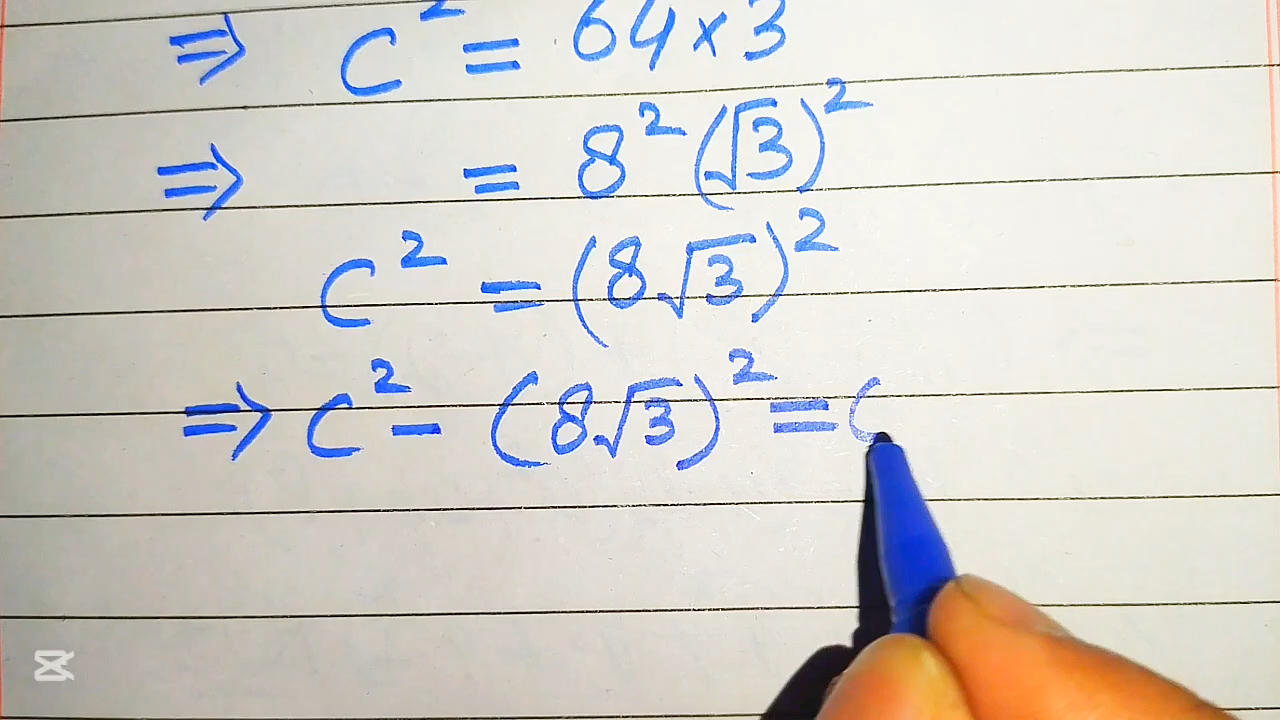 ⇒ C² = 64 × 3
⇒ = 8² (√3)²
C² = (8√3)²
⇒ C² - (8√3)² =